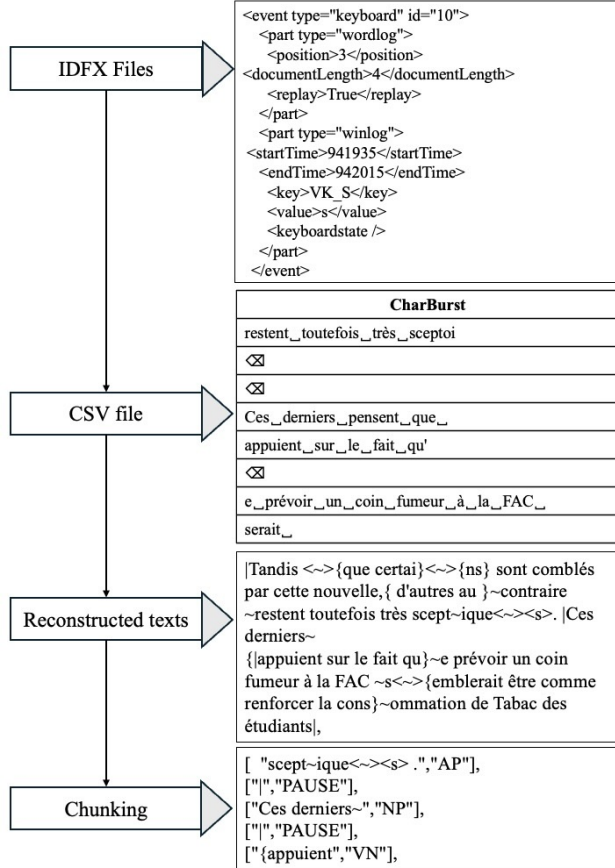 IDFX Files
<event type="keyboard" id="10">
<part type="wordlog">
<position>3</position>
<documentLength>4</documentLength>
<replay>True</replay>
</part>
<part type="winlog">
<startTime>941935</startTime>
<endTime>942015</endTime>
<key>VK_S</key>
<value>s</value>
<keyboardstate />
</part>
</event>
CSV file
CharBurst
restent␣toutefois␣très␣sceptoi
⌫
⌫
Ces␣derniers␣pensent␣que␣
appuient␣sur␣le␣fait␣qu'
⌫
e␣prévoir␣un␣coin␣fumeur␣à␣la␣FAC␣
serait␣
Reconstructed texts
|Tandis <~>{que certai}<~>{ns} sont comblés
par cette nouvelle,{ d'autres au }~contraire
~restent toutefois très scept~ique<~><s>. |Ces
derniers~
{|appuient sur le fait qu}~e prévoir un coin
fumeur à la FAC ~s<~>{emblerait être comme
renforcer la cons}~ommation de Tabac des
étudiants|,
Chunking
[ "scept~ique<~><s> .","AP"],
["|","PAUSE"],
["Ces derniers~","NP"],
["|","PAUSE"],
["{appuient","VN"],